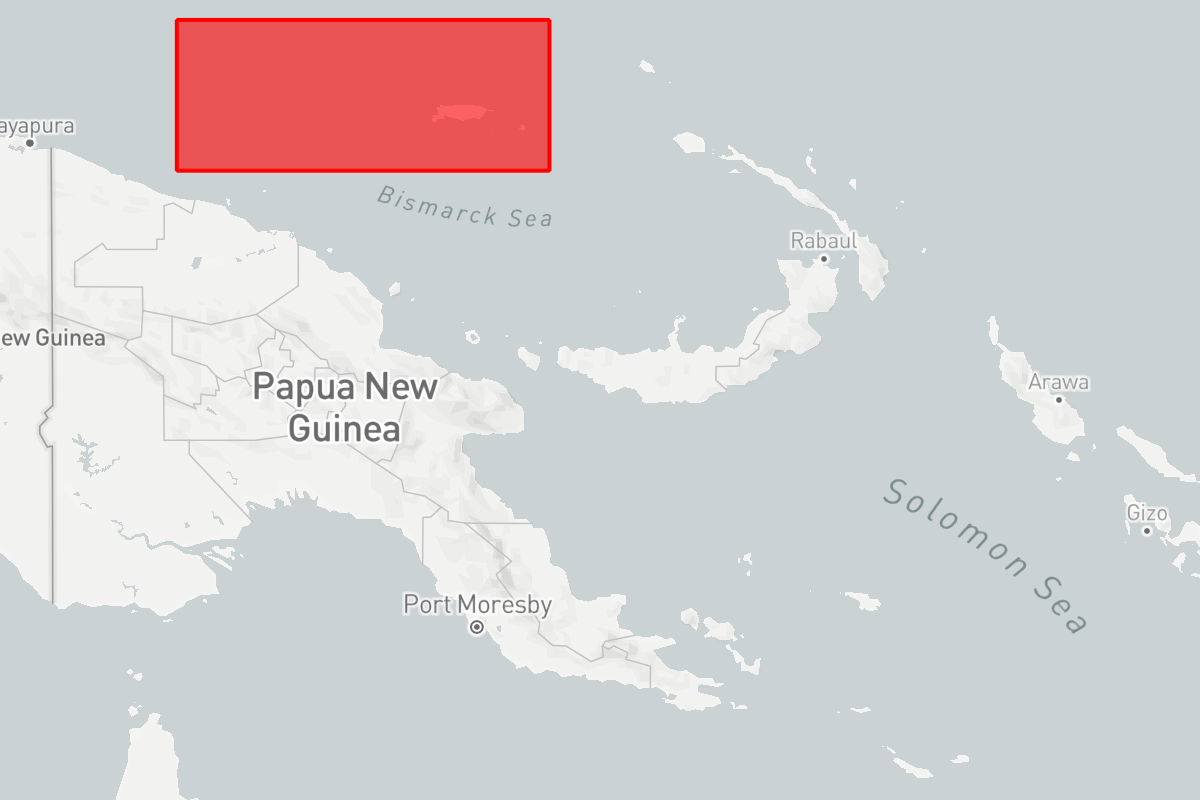 ayapura
Bismarck Sea
Rabaul
ew Guinea
Papua New
Guinea
Arawa
Solomon Sea
Gizo
Port Moresby